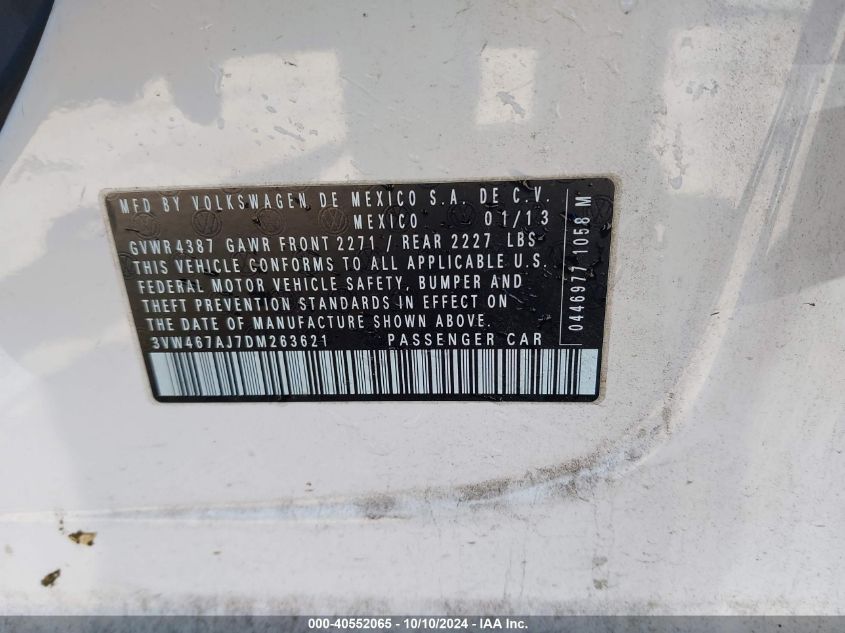 MFD BY VOLKSWAGEN DE MEXICO S.A. DE C.V.
MEXICO 01/13
GVWR 4387 GAWR FRONT 2271 / REAR 2227 LBS
THIS VEHICLE CONFORMS TO ALL APPLICABLE U.S.
FEDERAL MOTOR VEHICLE SAFETY, BUMPER AND
THEFT PREVENTION STANDARDS IN EFFECT ON
THE DATE OF MANUFACTURE SHOWN ABOVE.
3VW467AJ7DM263621 PASSENGER CAR
0446977 1058 M
000-40552065 - 10/10/2024 - IAA Inc.